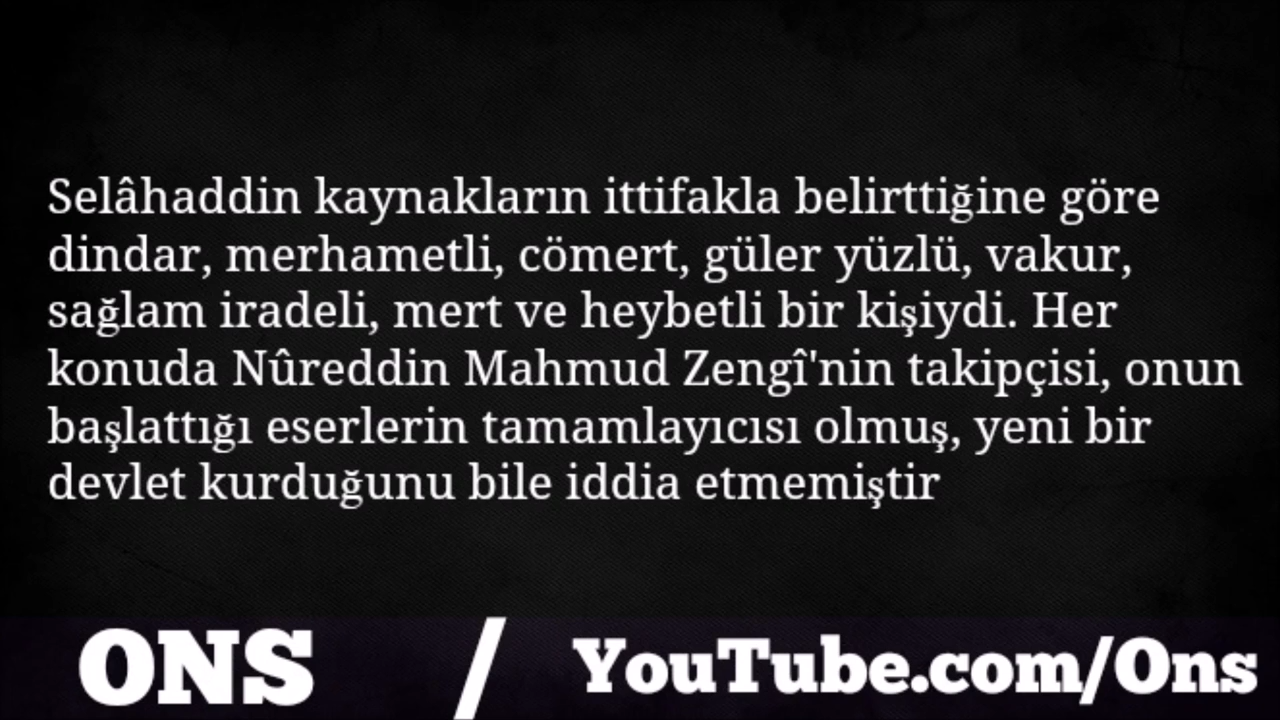 Selâhaddin kaynakların ittifakla belirttiğine göre
dindar, merhametli, cömert, güler yüzlü, vakur,
sağlam iradeli, mert ve heybetli bir kişiydi. Her
konuda Nûreddin Mahmud Zengî'nin takipçisi, onun
başlattığı eserlerin tamamlayıcısı olmuş, yeni bir
devlet kurduğunu bile iddia etmemiştir
ONS / YouTube.com/Ons